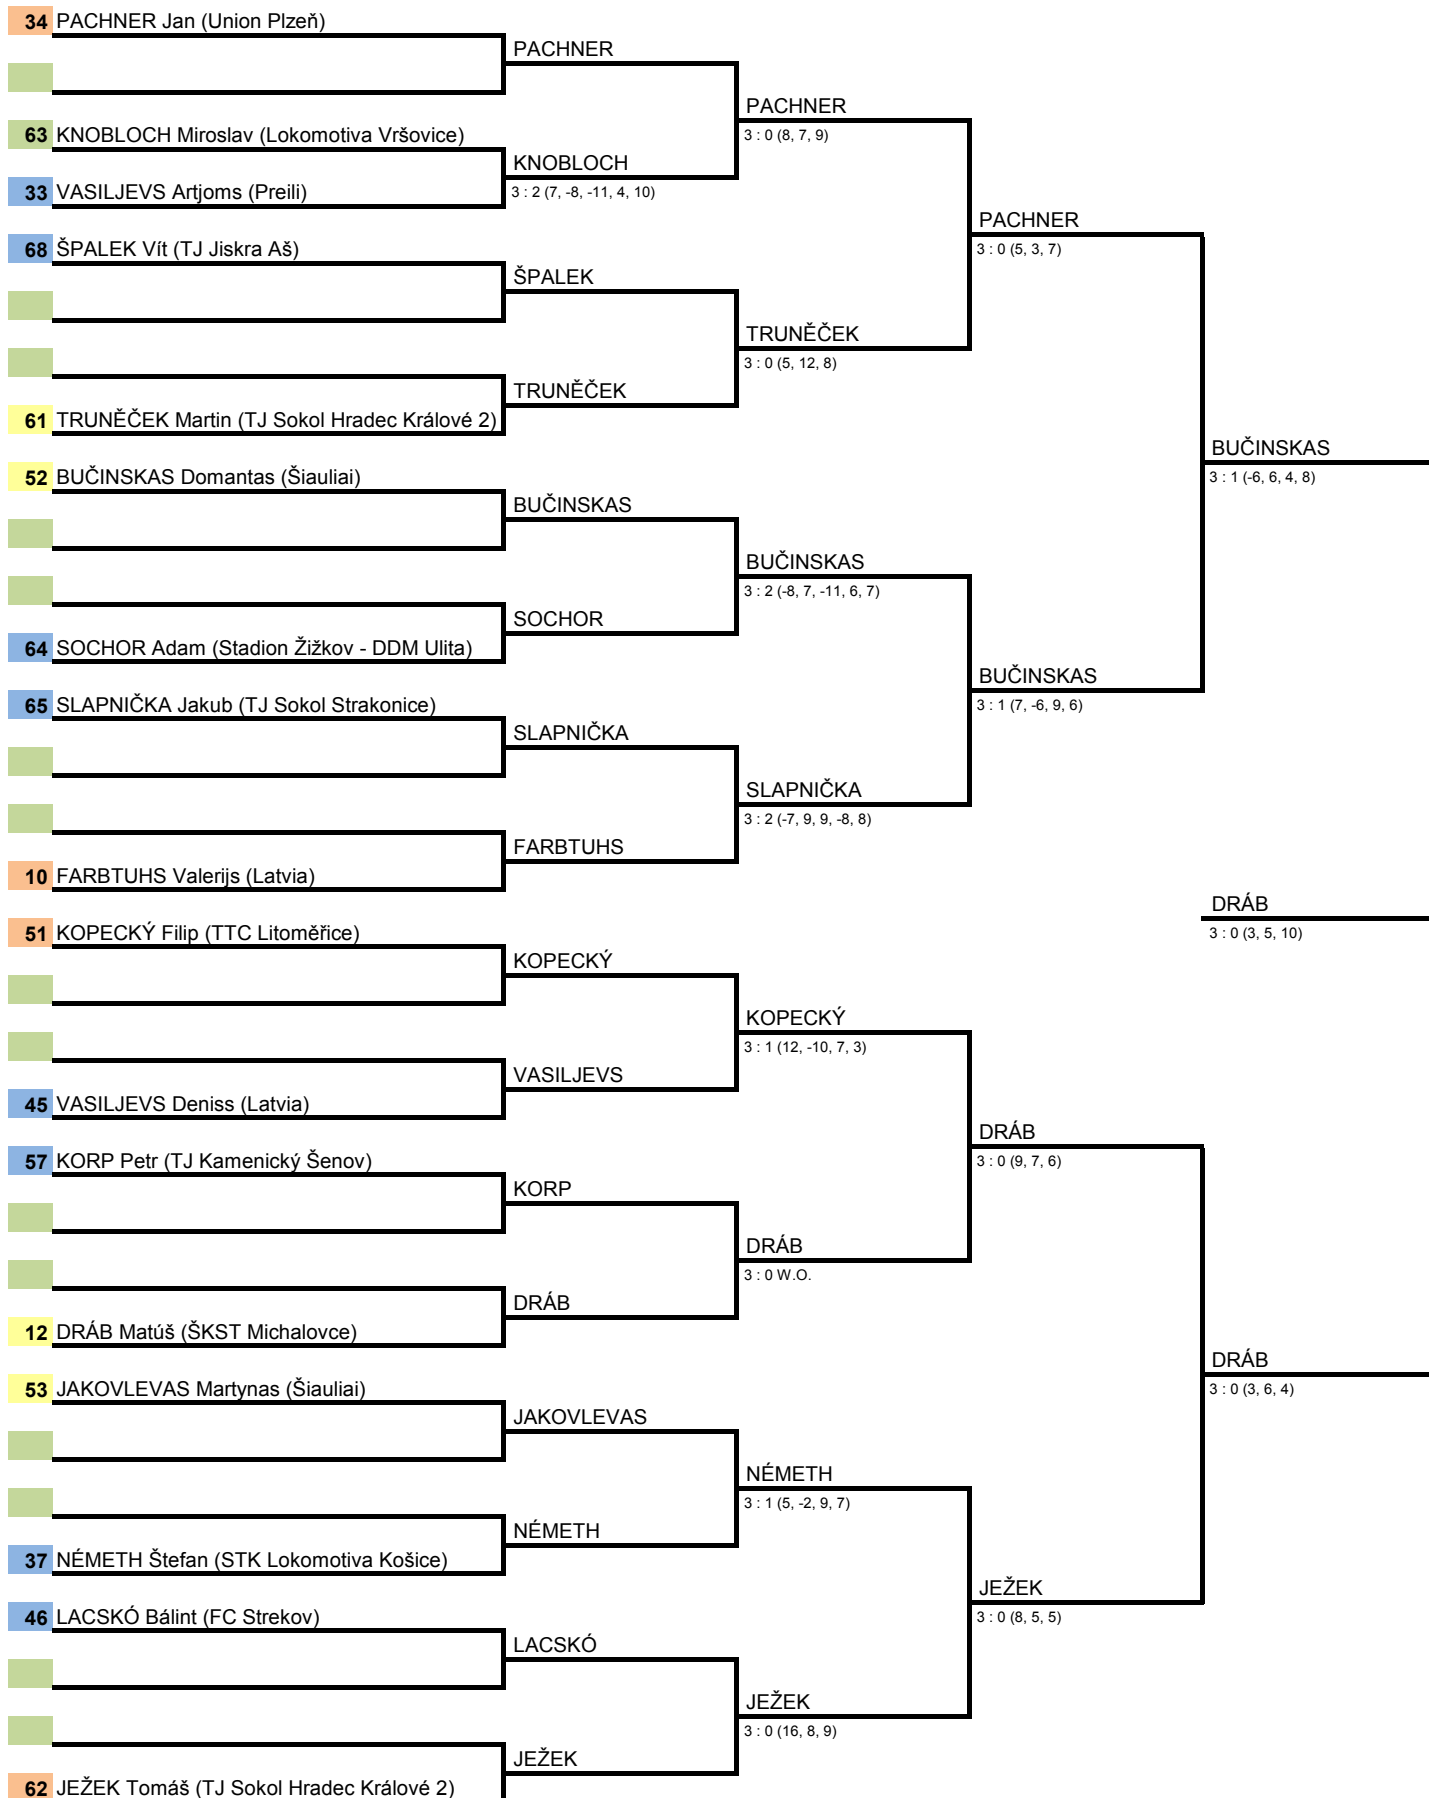 34 PACHNER Jan (Union Plzeň)
PACHNER
PACHNER
63 KNOBLOCH Miroslav (Lokomotiva Vršovice)
3 : 0 (8, 7, 9)
KNOBLOCH
33 VASILJEVS Artjoms (Preili)
3 : 2 (7, -8, -11, 4, 10)
PACHNER
68 ŠPALEK Vít (TJ Jiskra Aš)
3 : 0 (5, 3, 7)
ŠPALEK
TRUNĚČEK
3 : 0 (5, 12, 8)
TRUNĚČEK
61 TRUNĚČEK Martin (TJ Sokol Hradec Králové 2)
BUČINSKAS
52 BUČINSKAS Domantas (Šiauliai)
3 : 1 (-6, 6, 4, 8)
BUČINSKAS
BUČINSKAS
3 : 2 (-8, 7, -11, 6, 7)
SOCHOR
64 SOCHOR Adam (Stadion Žižkov - DDM Ulita)
BUČINSKAS
65 SLAPNIČKA Jakub (TJ Sokol Strakonice)
3 : 1 (7, -6, 9, 6)
SLAPNIČKA
SLAPNIČKA
3 : 2 (-7, 9, 9, -8, 8)
FARBTUHS
10 FARBTUHS Valerijs (Latvia)
DRÁB
51 KOPECKÝ Filip (TTC Litoměřice)
3 : 0 (3, 5, 10)
KOPECKÝ
KOPECKÝ
3 : 1 (12, -10, 7, 3)
VASILJEVS
45 VASILJEVS Deniss (Latvia)
DRÁB
57 KORP Petr (TJ Kamenický Šenov)
3 : 0 (9, 7, 6)
KORP
DRÁB
3 : 0 W.O.
DRÁB
12 DRÁB Matúš (ŠKST Michalovce)
DRÁB
53 JAKOVLEVAS Martynas (Šiauliai)
3 : 0 (3, 6, 4)
JAKOVLEVAS
NÉMETH
3 : 1 (5, -2, 9, 7)
NÉMETH
37 NÉMETH Štefan (STK Lokomotiva Košice)
JEŽEK
46 LACSKÓ Bálint (FC Strekov)
3 : 0 (8, 5, 5)
LACSKÓ
JEŽEK
3 : 0 (16, 8, 9)
JEŽEK
62 JEŽEK Tomáš (TJ Sokol Hradec Králové 2)